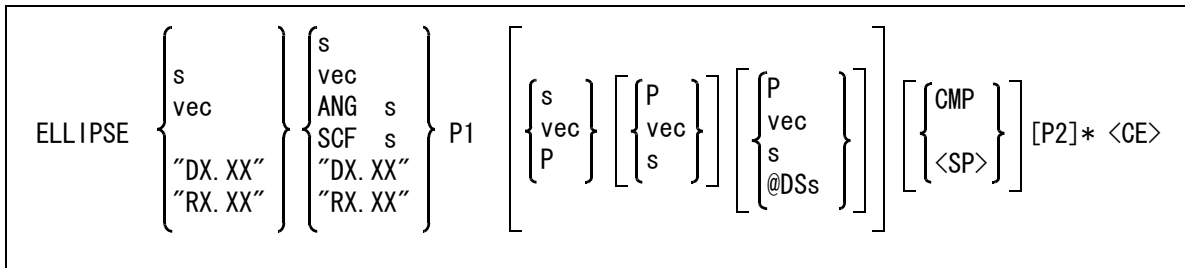 ELLIPSE
s
vec
"DX.XX"
"RX.XX"
s
vec
ANG s
SCF s
"DX.XX"
"RX.XX"
P1
s
vec
P
P
vec
s
P
vec
s
@DSs
CMP
<SP>
[P2]* <CE>